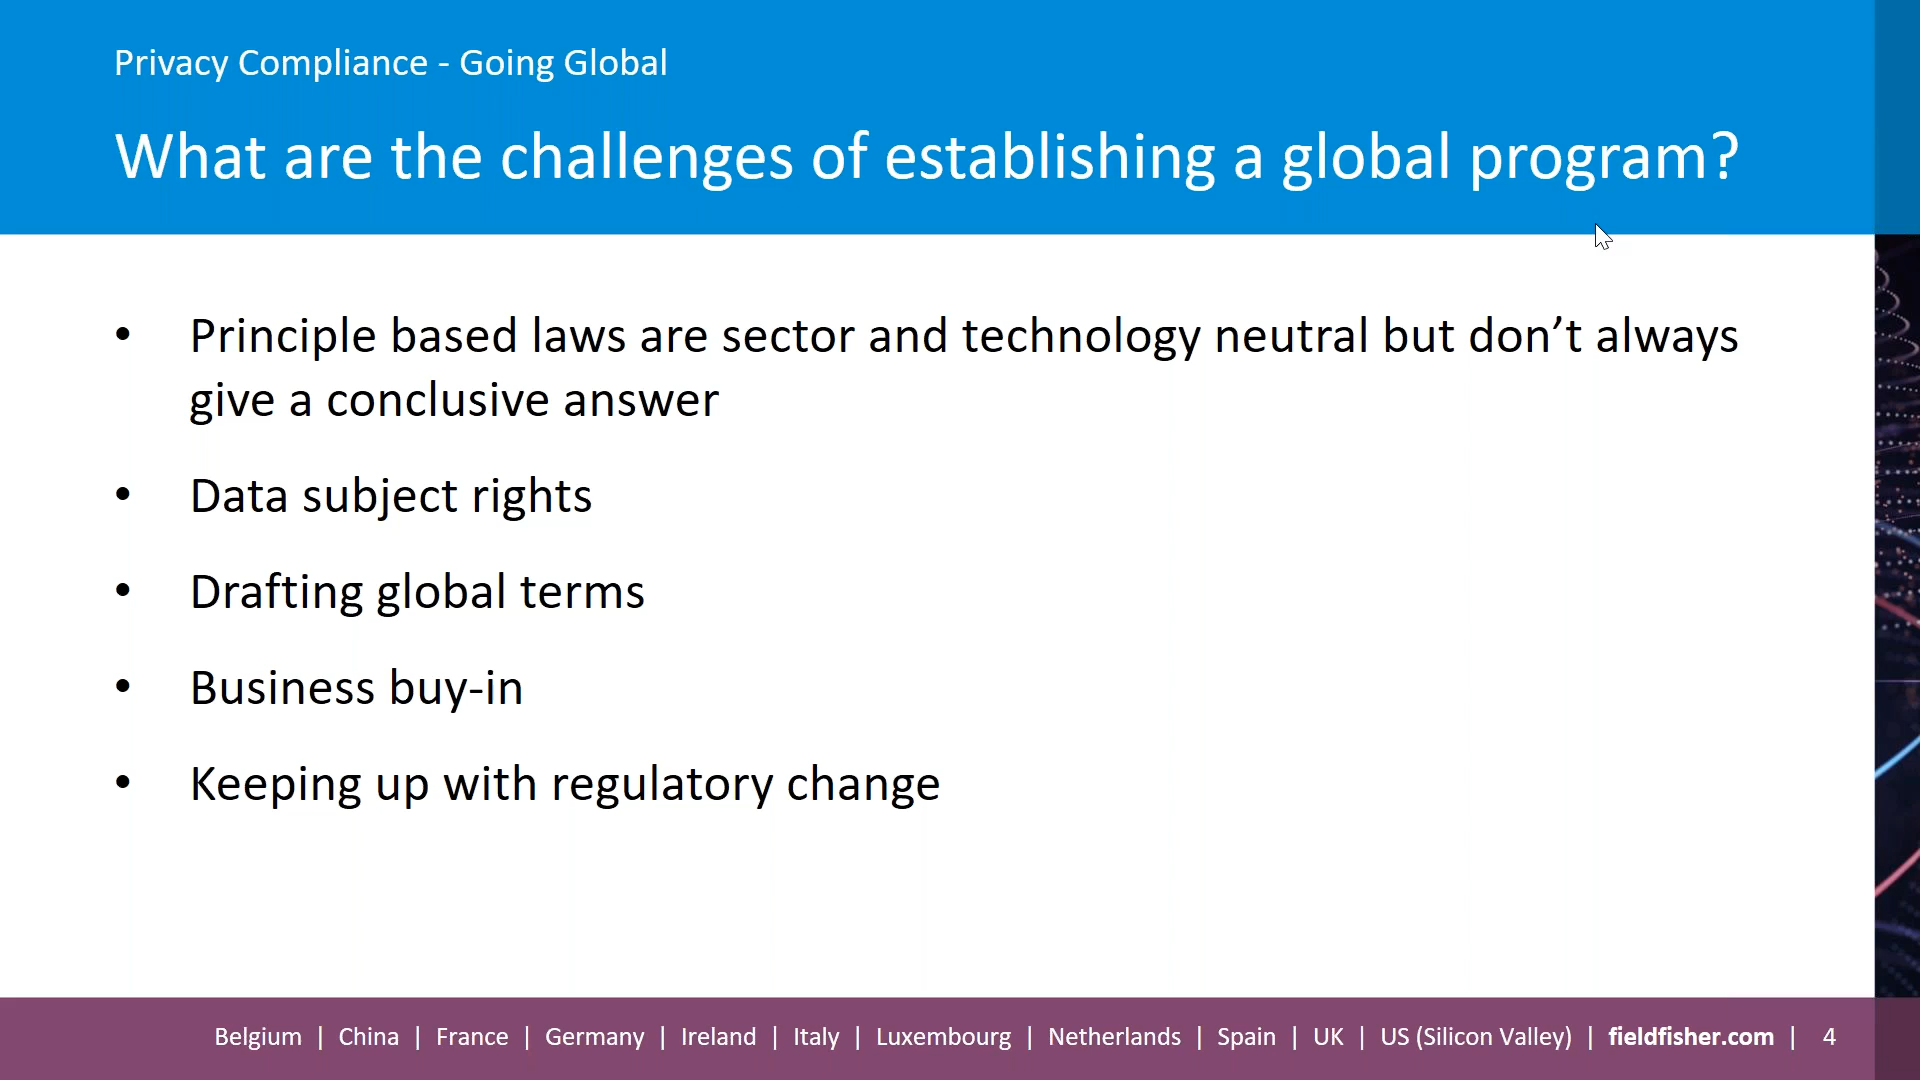 Privacy Compliance - Going Global
What are the challenges of establishing a global program?
• Principle based laws are sector and technology neutral but don’t always
give a conclusive answer
• Data subject rights
• Drafting global terms
• Business buy-in
• Keeping up with regulatory change
Belgium | China | France | Germany | Ireland | Italy | Luxembourg | Netherlands | Spain | UK | US (Silicon Valley) | fieldfisher.com | 4